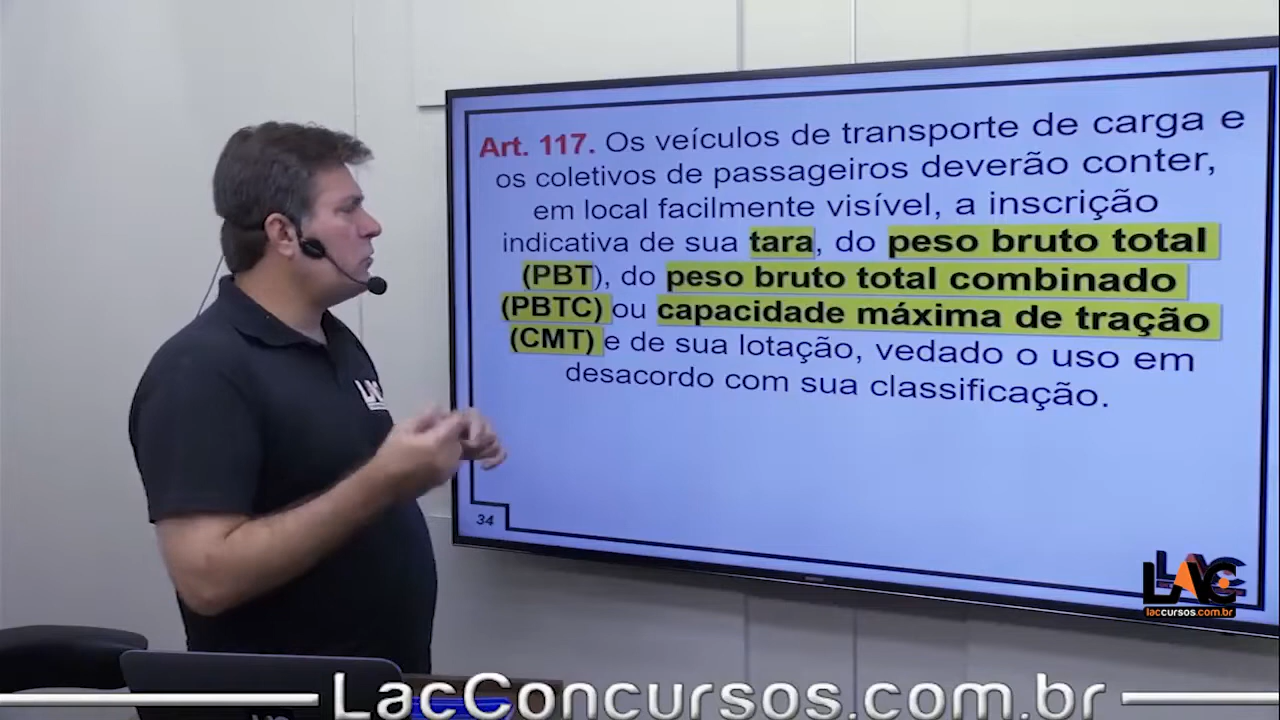 Art. 117. Os veículos de transporte de carga e
os coletivos de passageiros deverão conter,
em local facilmente visível, a inscrição
indicativa de sua tara, do peso bruto total
(PBT), do peso bruto total combinado
(PBTC) ou capacidade máxima de tração
(CMT) e de sua lotação, vedado o uso em
desacordo com sua classificação.
34
LAC
LAC
laccursos.com.br
LacConcursos.com.br